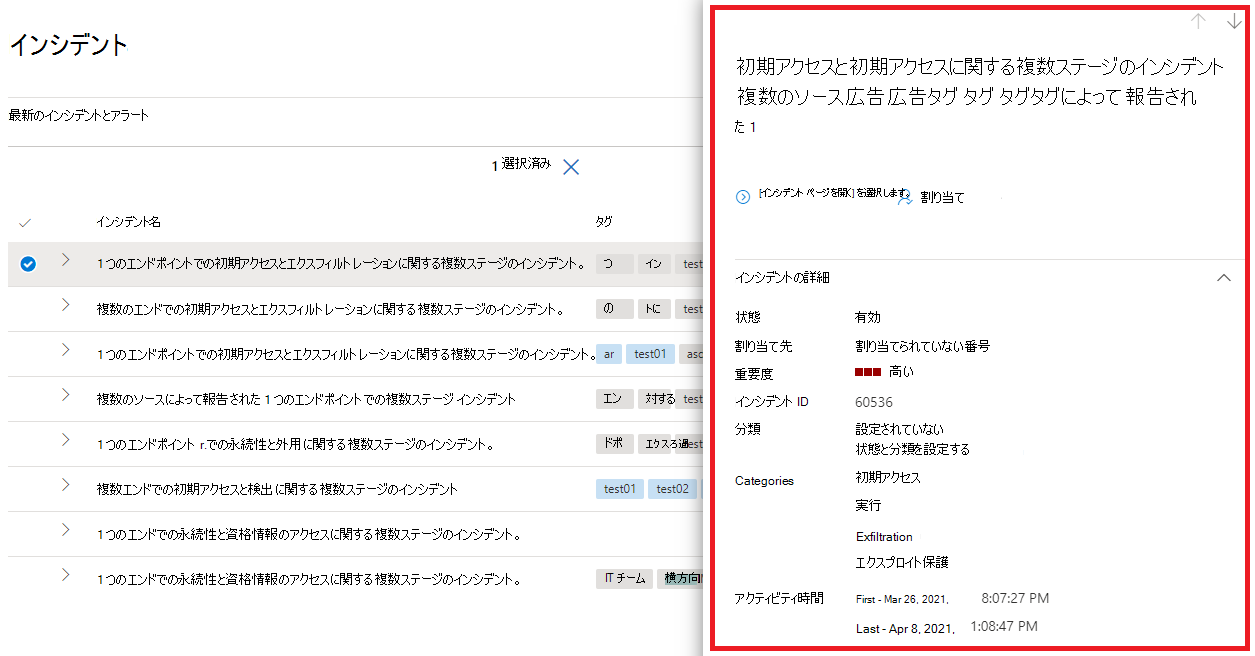 インシデント
最新のインシデントとアラート
1 選択済み
インシデント名 タグ
1つのエンドポイントでの初期アクセスとエクスフィルトレーションに関する複数ステージのインシデント。 つ イン test
複数のエンドでの初期アクセスとエクスフィルトレーションに関する複数ステージのインシデント。 の トに test
1つのエンドポイントでの初期アクセスとエクスフィルトレーションに関する複数ステージのインシデント。 ar test01 asc
複数のソースによって報告された 1 つのエンドポイントでの複数ステージ インシデント エン 対する test
1つのエンドポイント r.での永続性と外用に関する複数ステージのインシデント。 ドポ エクスろ過 test
複数エンドでの初期アクセスと検出に関する複数ステージのインシデント test01 test02
1つのエンドでの永続性と資格情報のアクセスに関する複数ステージのインシデント。
1つのエンドでの永続性と資格情報のアクセスに関する複数ステージのインシデント。 IT チーム 横方向
初期アクセスと初期アクセスに関する複数ステージのインシデント
複数のソース広告広告タグ タグ タグタグによって 報告され
た 1
[インシデント ページを開く] を選択します。 割り当て
インシデントの詳細
状態 有効
割り当て先 割り当てられていない番号
重要度 高い
インシデント ID 60536
分類 設定されていない
状態と分類を設定する
Categories 初期アクセス
実行
Exfiltration
エクスプロイト保護
アクティビティ時間 First - Mar 26, 2021, 8:07:27 PM
Last - Apr 8, 2021, 1:08:47 PM